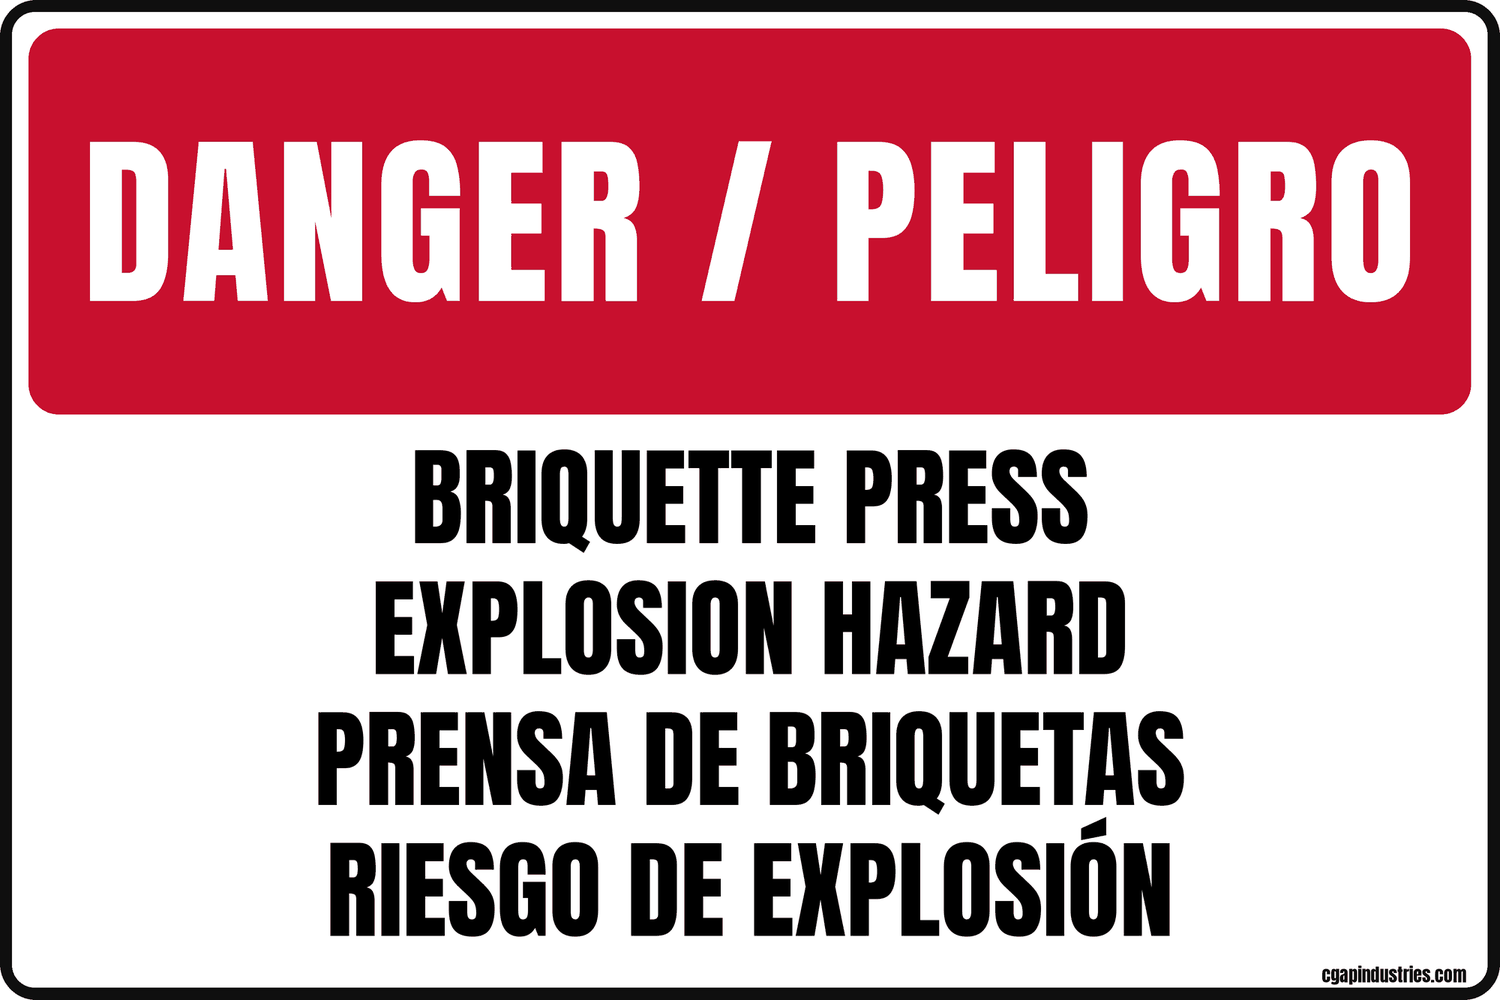 DANGER / PELIGRO
BRIQUETTE PRESS
EXPLOSION HAZARD
PRENSA DE BRIQUETAS
RIESGO DE EXPLOSIÓN
cgapindustries.com